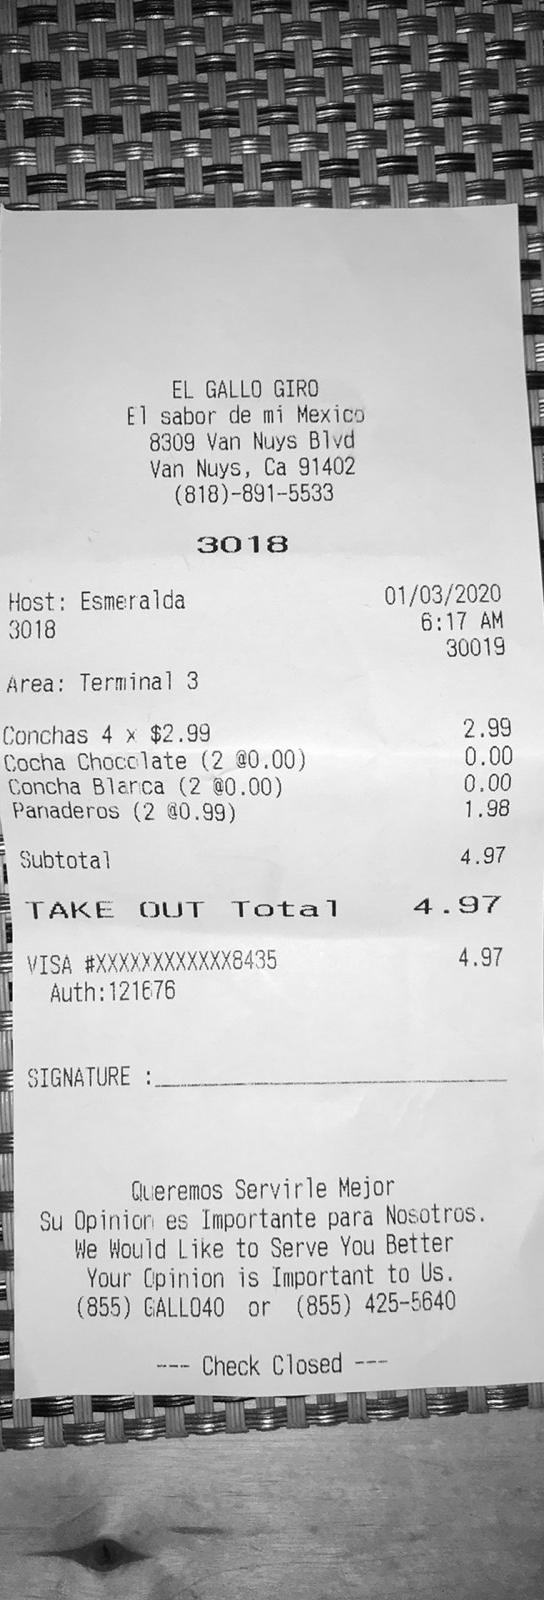 EL GALLO GIRO
El sabor de mi Mexico
8309 Van Nuys Blvd
Van Nuys, Ca 91402
(818)-891-5533
3018
Host: Esmeralda 01/03/2020
3018 6:17 AM
30019
Area: Terminal 3
Conchas 4 x $2.99 2.99
Cocha Chocolate (2 @0.00) 0.00
Concha Blanca (2 @0.00) 0.00
Panaderos (2 @0.99) 1.98
Subtotal 4.97
TAKE OUT Total 4.97
VISA #XXXXXXXXXXXX8435 4.97
Auth:121676
SIGNATURE :
Queremos Servirle Mejor
Su Opinion es Importante para Nosotros.
We Would Like to Serve You Better
Your Opinion is Important to Us.
(855) GALLO40 or (855) 425-5640
--- Check Closed ---